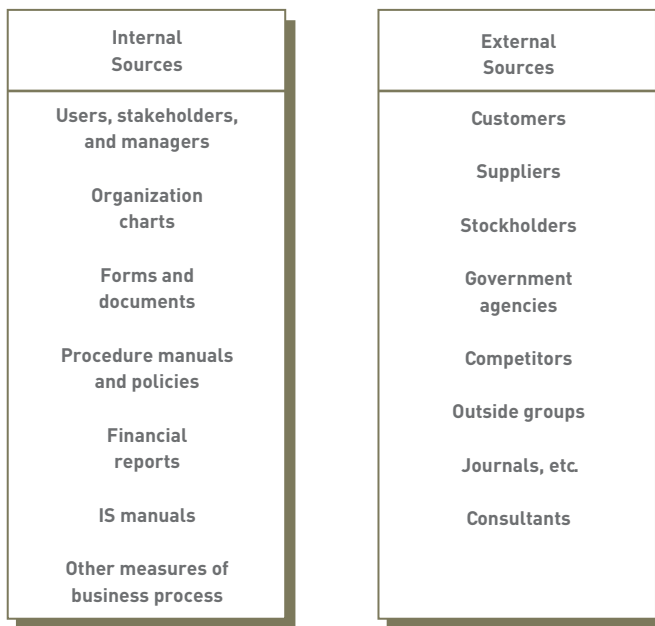 Internal
Sources
Users, stakeholders,
and managers
Organization
charts
Forms and
documents
Procedure manuals
and policies
Financial
reports
IS manuals
Other measures of
business process
External
Sources
Customers
Suppliers
Stockholders
Government
agencies
Competitors
Outside groups
Journals, etc.
Consultants